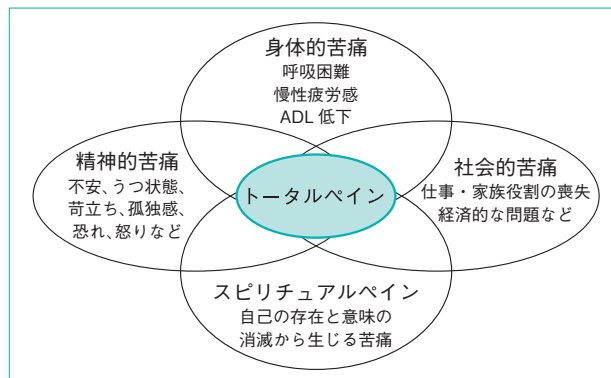 身体的苦痛
呼吸困難
慢性疲労感
ADL 低下
精神的苦痛
不安、うつ状態、
苛立ち、孤独感、
恐れ、怒りなど
トータルペイン
社会的苦痛
仕事・家族役割の喪失
経済的な問題など
スピリチュアルペイン
自己の存在と意味の
消滅から生じる苦痛